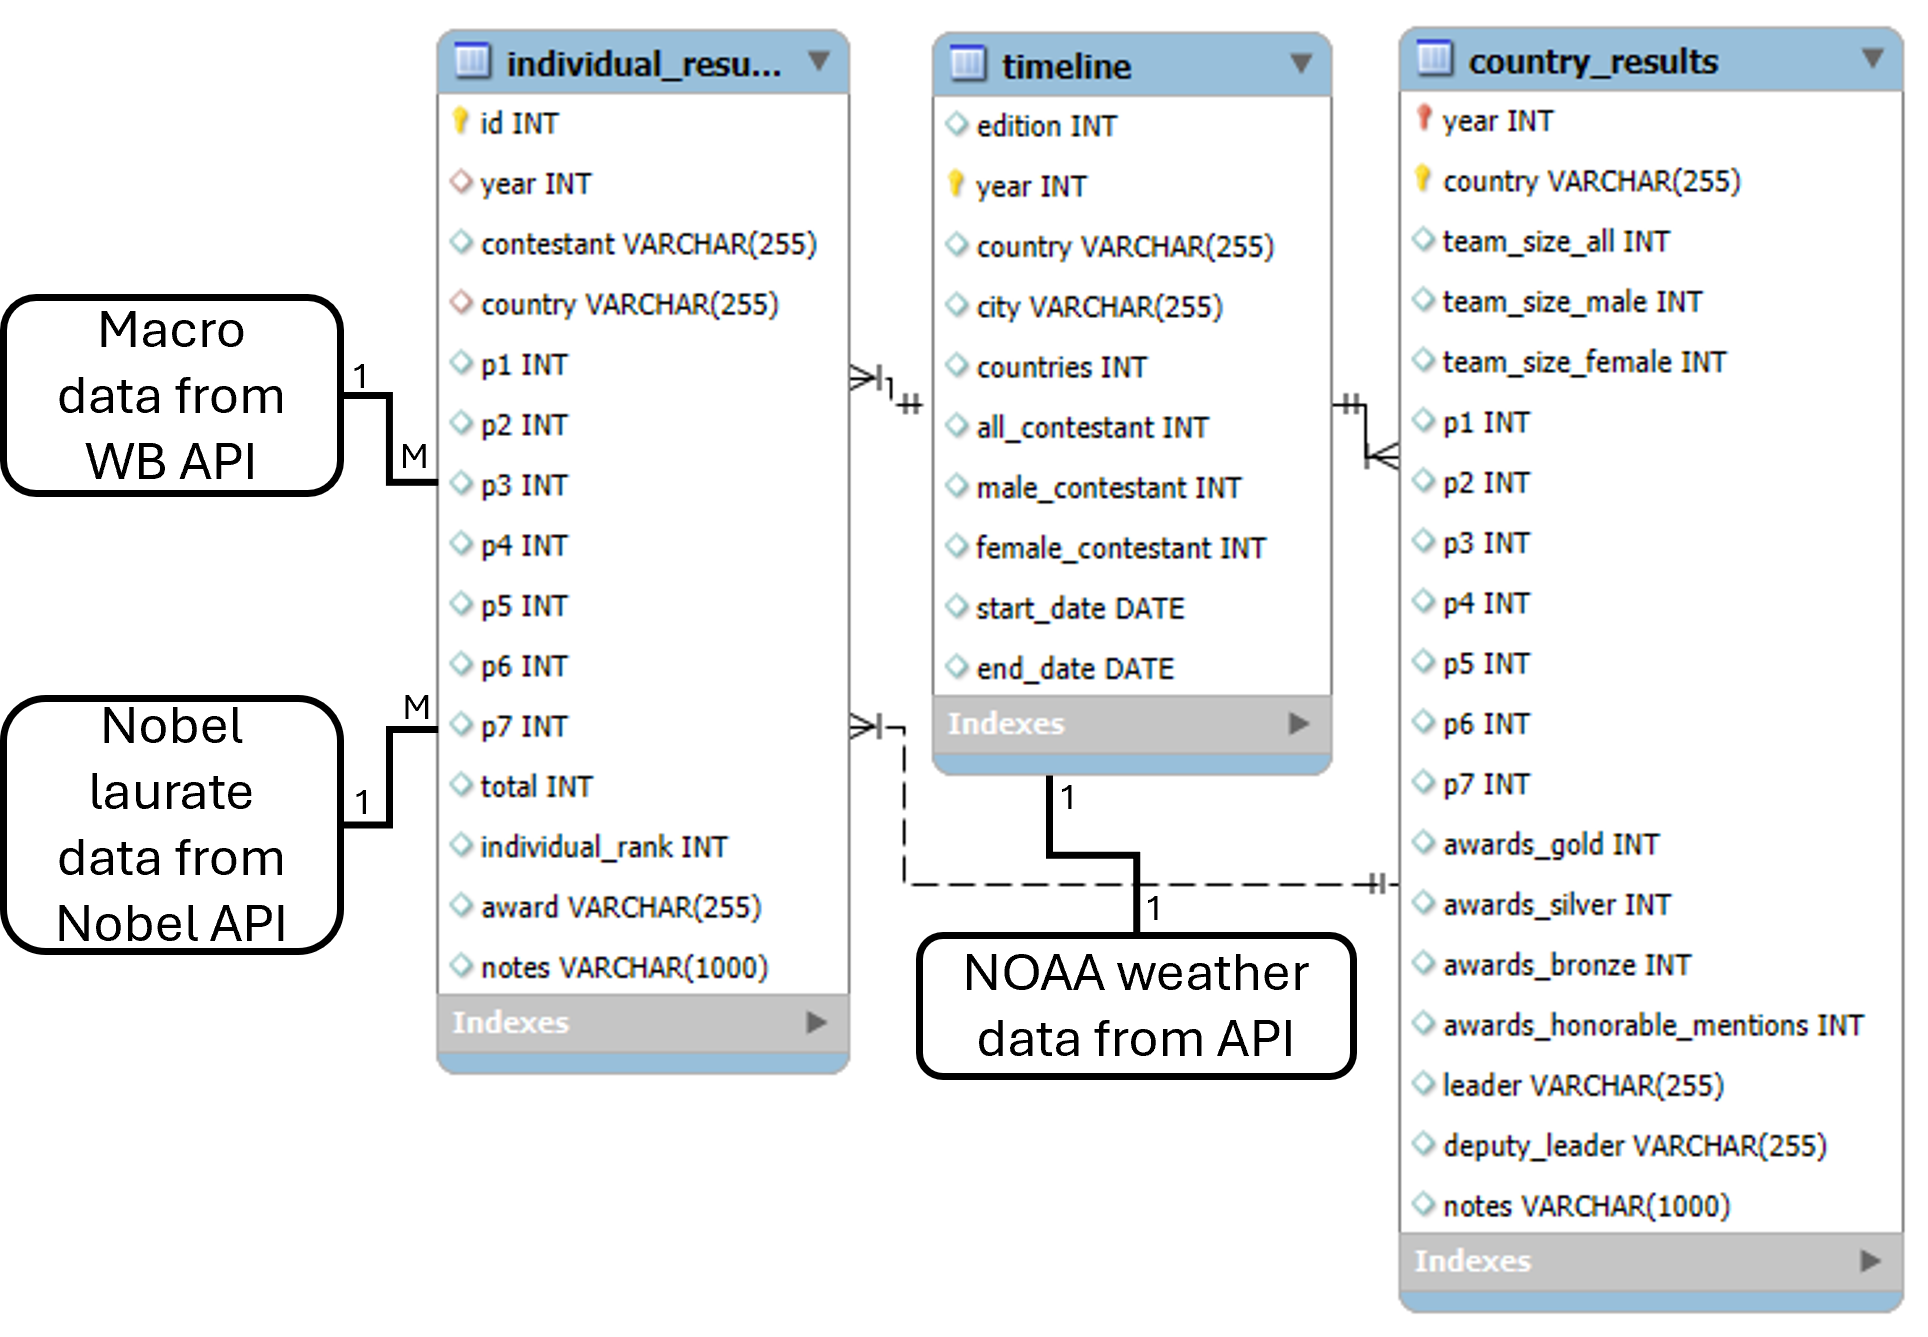 individual_resu...
id INT
year INT
contestant VARCHAR(255)
country VARCHAR(255)
p1 INT
p2 INT
p3 INT
p4 INT
p5 INT
p6 INT
p7 INT
total INT
individual_rank INT
award VARCHAR(255)
notes VARCHAR(1000)
Indexes
timeline
edition INT
year INT
country VARCHAR(255)
city VARCHAR(255)
countries INT
all_contestant INT
male_contestant INT
female_contestant INT
start_date DATE
end_date DATE
Indexes
country_results
year INT
country VARCHAR(255)
team_size_all INT
team_size_male INT
team_size_female INT
p1 INT
p2 INT
p3 INT
p4 INT
p5 INT
p6 INT
p7 INT
awards_gold INT
awards_silver INT
awards_bronze INT
awards_honorable_mentions INT
leader VARCHAR(255)
deputy_leader VARCHAR(255)
notes VARCHAR(1000)
Indexes
Macro
data from
WB API
1
M
Nobel
laurate
data from
Nobel API
1
M
NOAA weather
data from API
1
1